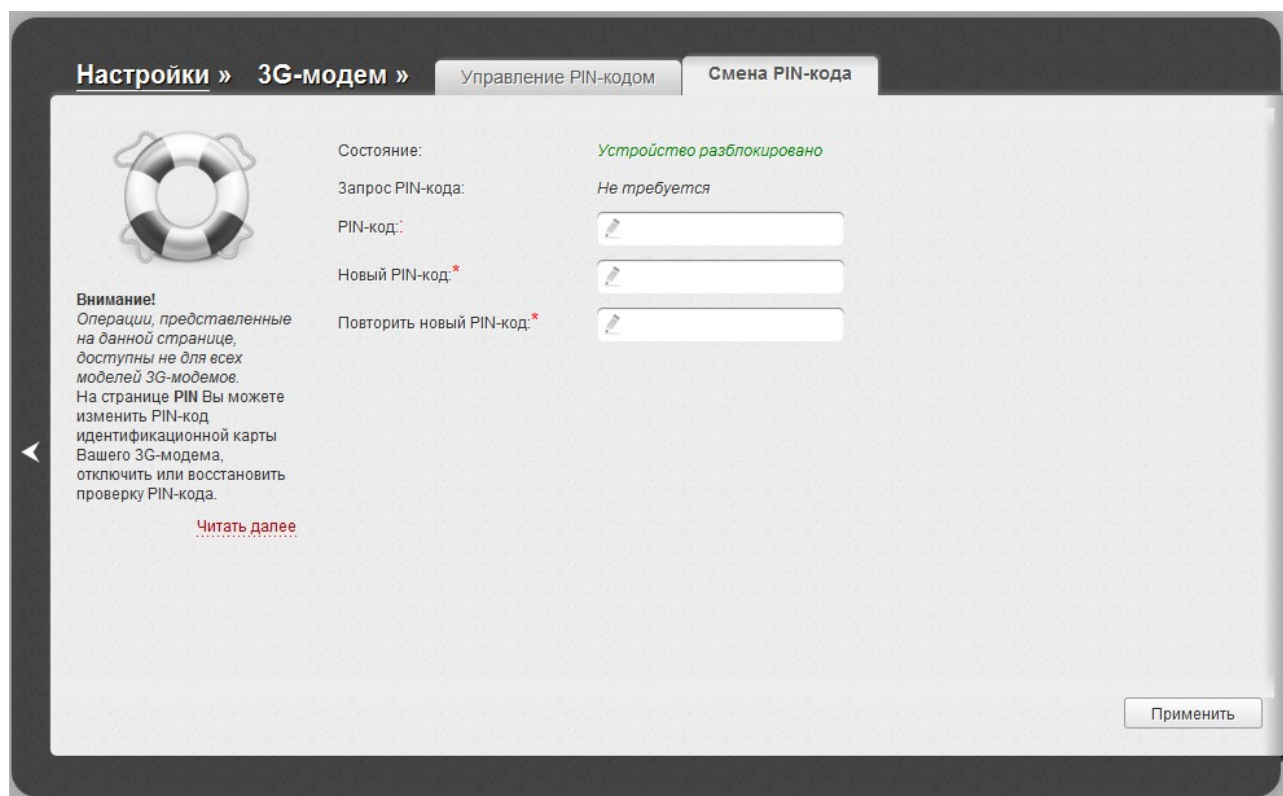 Настройки » 3G-модем » Управление PIN-кодом Смена PIN-кода
Состояние: Устройство разблокировано
Запрос PIN-кода: Не требуется
PIN-код::
Новый PIN-код:*
Повторить новый PIN-код:*
Внимание!
Операции, представленные
на данной странице,
доступны не для всех
моделей 3G-модемов.
На странице PIN Вы можете
изменить PIN-код
идентификационной карты
Вашего 3G-модема,
отключить или восстановить
проверку PIN-кода.
Читать далее
Применить